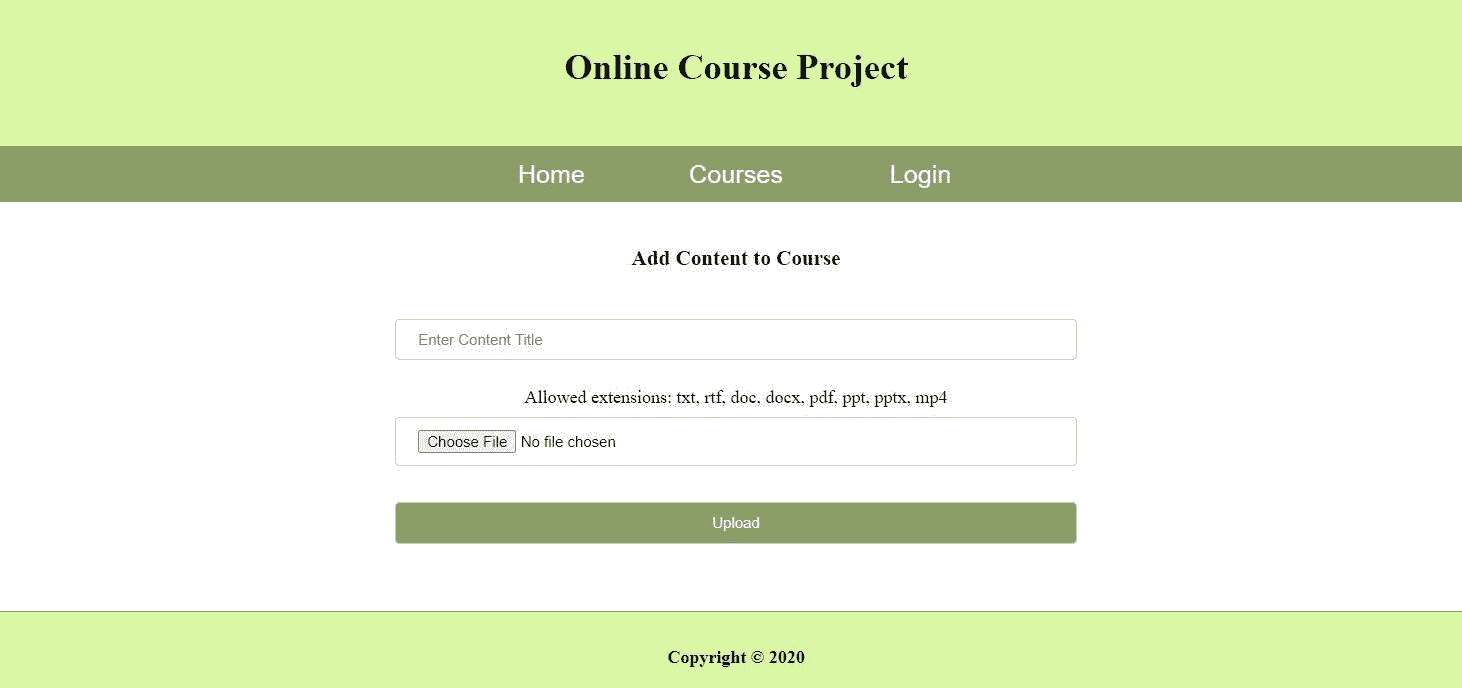 Online Course Project
Home Courses Login
Add Content to Course
Enter Content Title
Allowed extensions: txt, rtf, doc, docx, pdf, ppt, pptx, mp4
Choose File No file chosen
Upload
Copyright © 2020